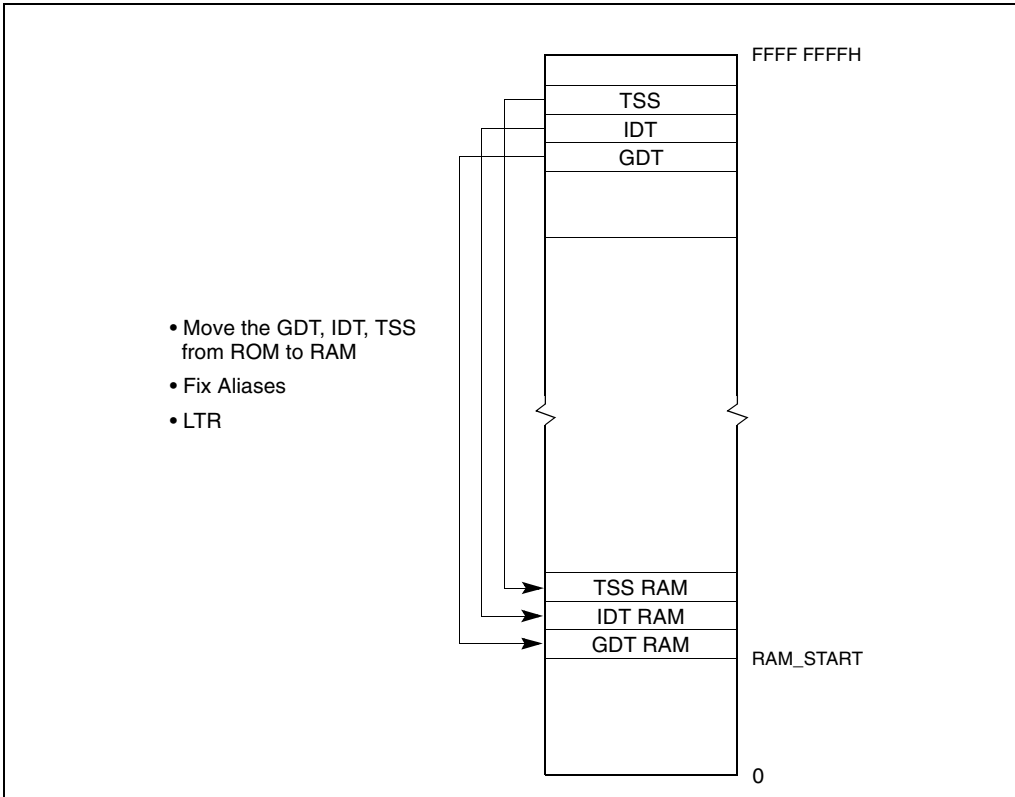 FFFF FFFFH
TSS
IDT
GDT
• Move the GDT, IDT, TSS
from ROM to RAM
• Fix Aliases
• LTR
TSS RAM
IDT RAM
GDT RAM
RAM_START
0